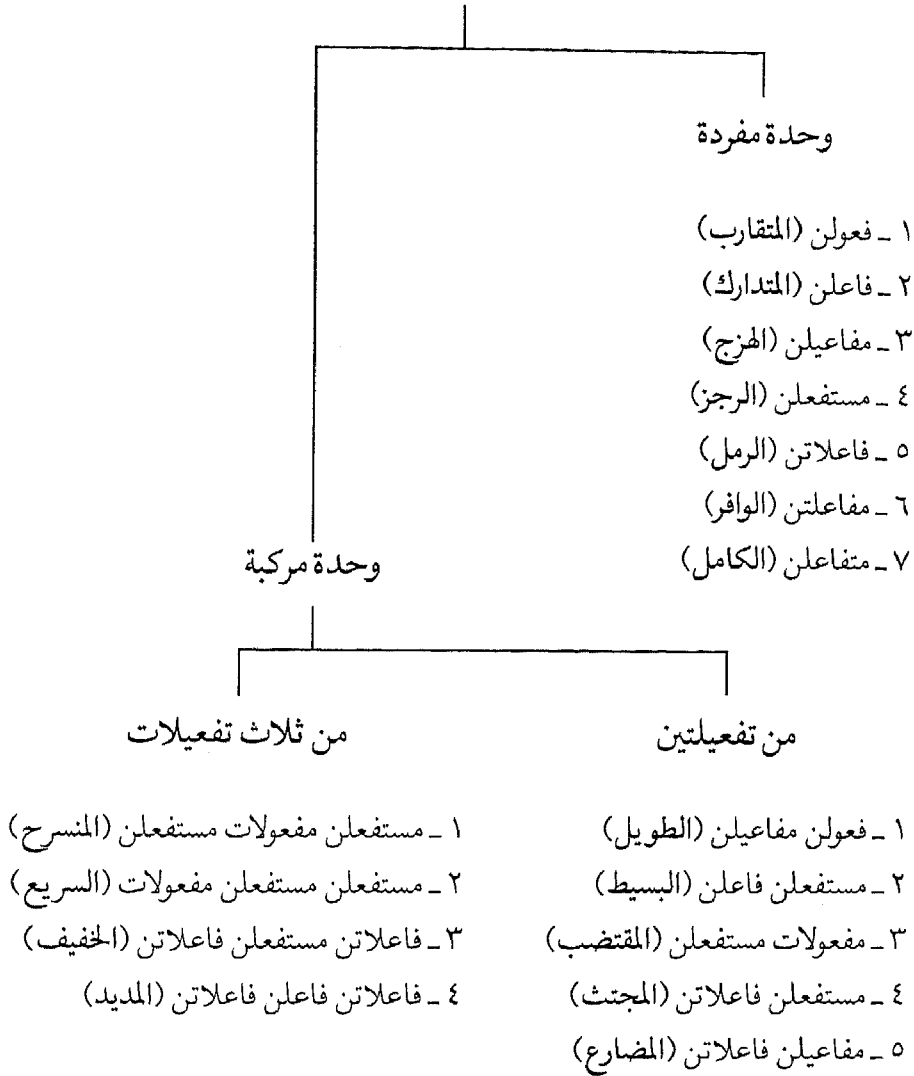 وحدة مفردة
١ ـ فعولن (المتقارب)
٢ ـ فاعلن (المتدارك)
٣ ـ مفاعيلن (الهزج)
٤ ـ مستفعلن (الرجز)
٥ ـ فاعلاتن (الرمل)
٦ ـ مفاعلتن (الوافر)
٧ ـ متفاعلن (الكامل)
وحدة مركبة
من تفعيلتين
١ ـ فعولن مفاعيلن (الطويل)
٢ ـ مستفعلن فاعلن (البسيط)
٣ ـ مفعولات مستفعلن (المقتضب)
٤ ـ مستفعلن فاعلاتن (المجتث)
٥ ـ مفاعيلن فاعلاتن (المضارع)
من ثلاث تفعيلات
١ ـ مستفعلن مفعولات مستفعلن (المنسرح)
٢ ـ مستفعلن مستفعلن مفعولات (السريع)
٣ ـ فاعلاتن مستفعلن فاعلاتن (الخفيف)
٤ ـ فاعلاتن فاعلن فاعلاتن (المديد)